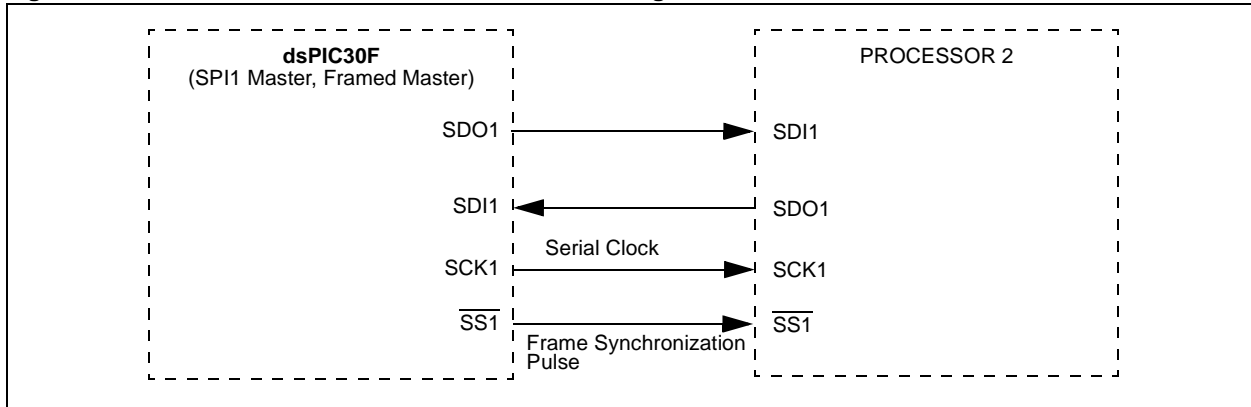 dsPIC30F
(SPI1 Master, Framed Master)
PROCESSOR 2
SDO1
SDI1
SDI1
SDO1
Serial Clock
SCK1
SCK1
SS1
SS1
Frame Synchronization
Pulse